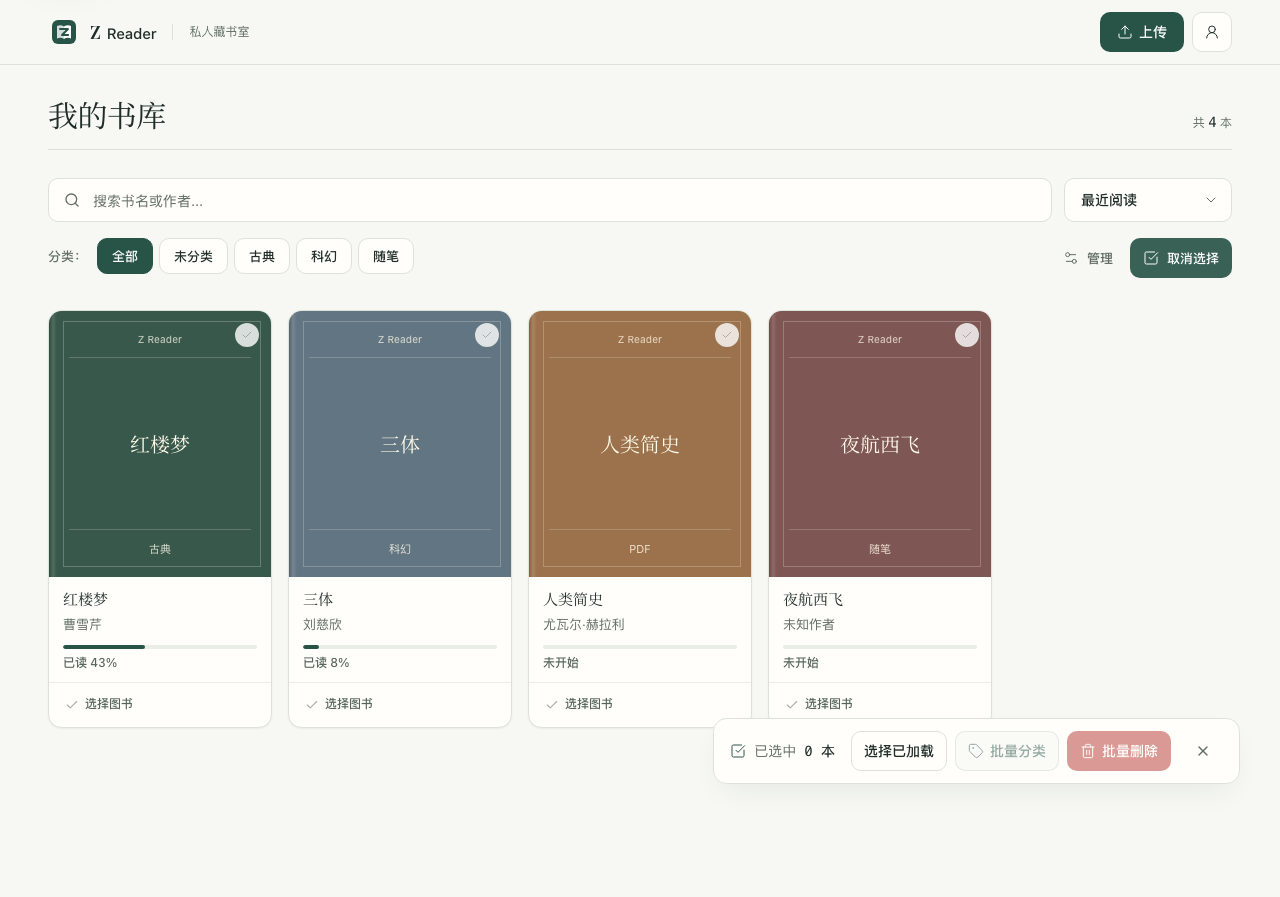 Z Reader
私人藏书室
上传
我的书库
共 4 本
搜索书名或作者...
最近阅读
分类：
全部
未分类
古典
科幻
随笔
管理
取消选择
Z Reader
红楼梦
古典
红楼梦
曹雪芹
已读 43%
选择图书
Z Reader
三体
科幻
三体
刘慈欣
已读 8%
选择图书
Z Reader
人类简史
PDF
人类简史
尤瓦尔·赫拉利
未开始
选择图书
Z Reader
夜航西飞
随笔
夜航西飞
未知作者
未开始
选择图书
已选中 0 本
选择已加载
批量分类
批量删除